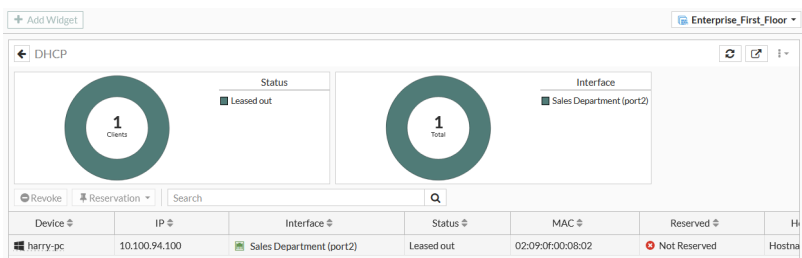 + Add Widget
Enterprise_First_Floor
DHCP
Status
Leased out
1
Clients
Interface
Sales Department (port2)
1
Total
Revoke
Reservation
Search
Device IP Interface Status MAC Reserved H
harry-pc 10.100.94.100 Sales Department (port2) Leased out 02:09:0f:00:08:02 Not Reserved Hostna